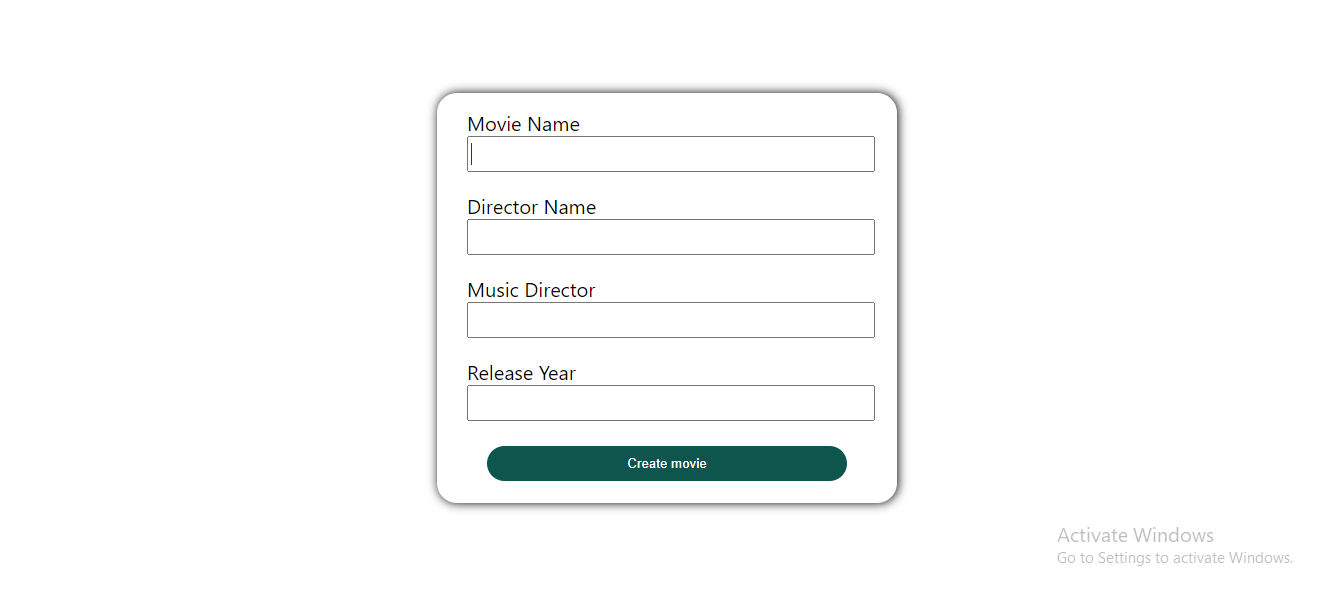 Movie Name
Director Name
Music Director
Release Year
Create movie
Activate Windows
Go to Settings to activate Windows.